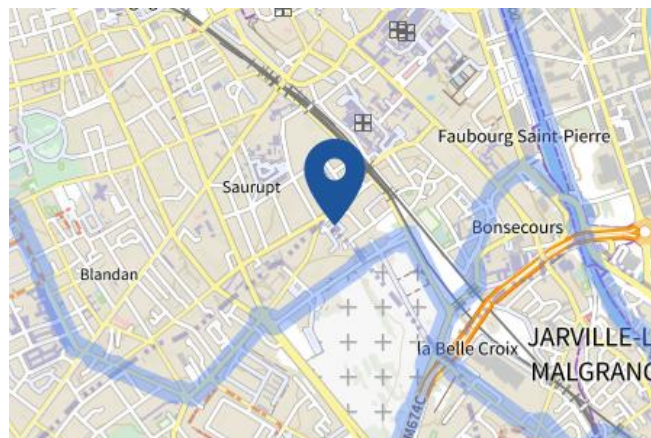 Faubourg Saint-Pierre
Saurupt
Bonsecours
Blandan
la Belle Croix
JARVILLE-L
MALGRANG
M674C